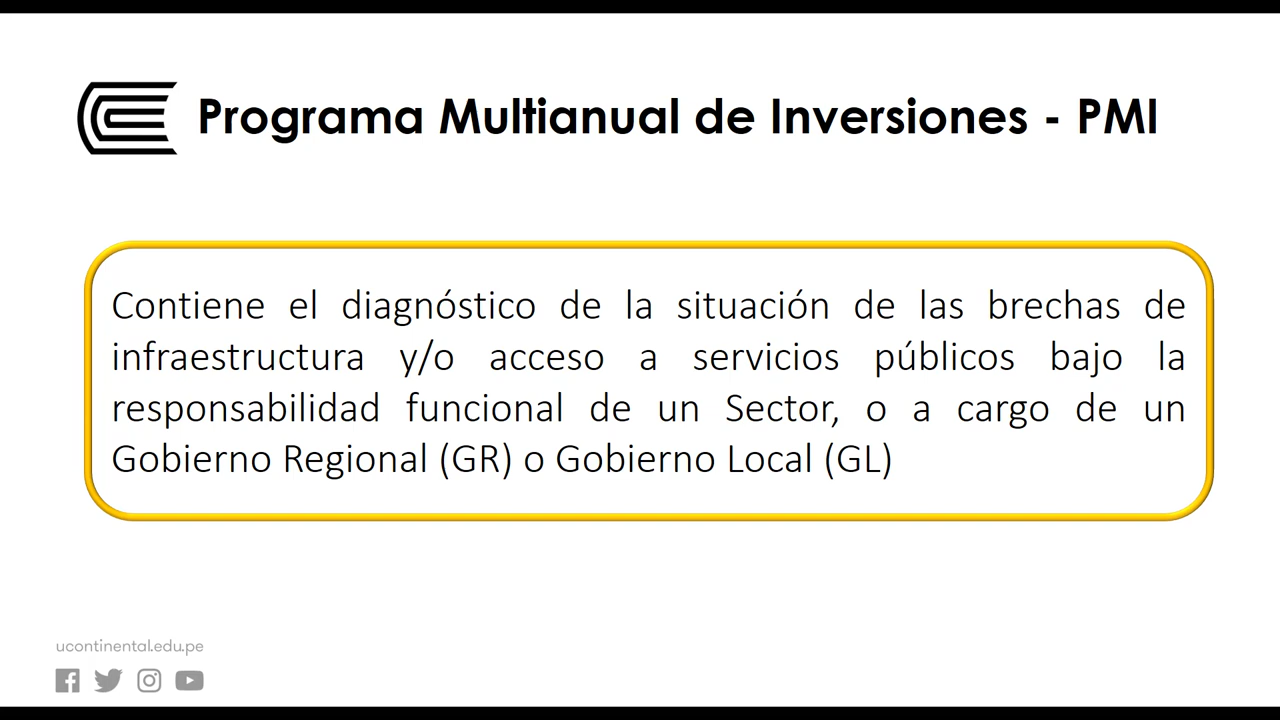 Programa Multianual de Inversiones - PMI
Contiene el diagnóstico de la situación de las brechas de
infraestructura y/o acceso a servicios públicos bajo la
responsabilidad funcional de un Sector, o a cargo de un
Gobierno Regional (GR) o Gobierno Local (GL)
ucontinental.edu.pe